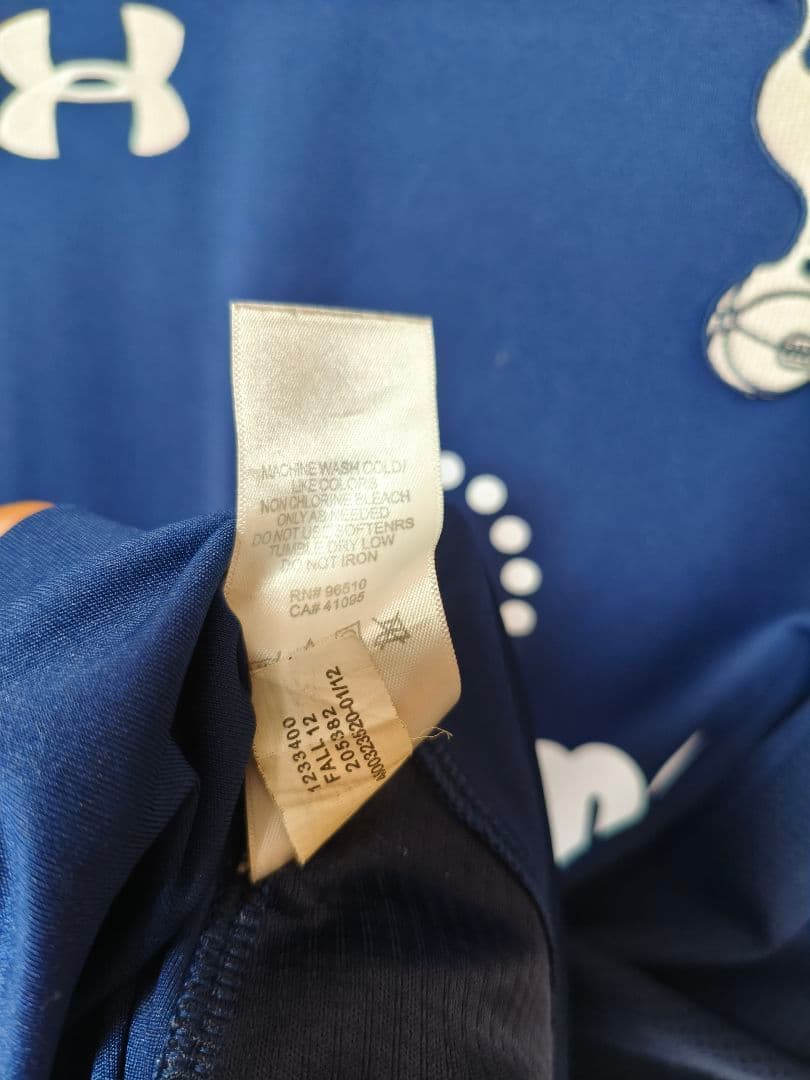 MACHINE WASH COLD/
LIKE COLORS
NON CHLORINE BLEACH
ONLY AS NEEDED
DO NOT USE SOFTENRS
TUMBLE DRY LOW
DO NOT IRON
RN# 96510
CA# 41095
1233400
FALL 12
205382